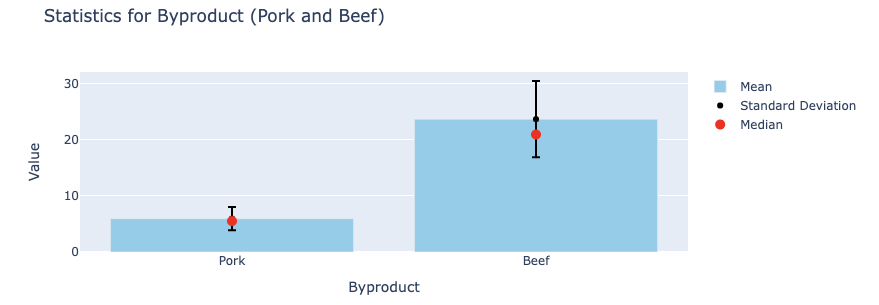 Statistics for Byproduct (Pork and Beef)
30
20
10
0
Value
Pork
Beef
Byproduct
Mean
Standard Deviation
Median